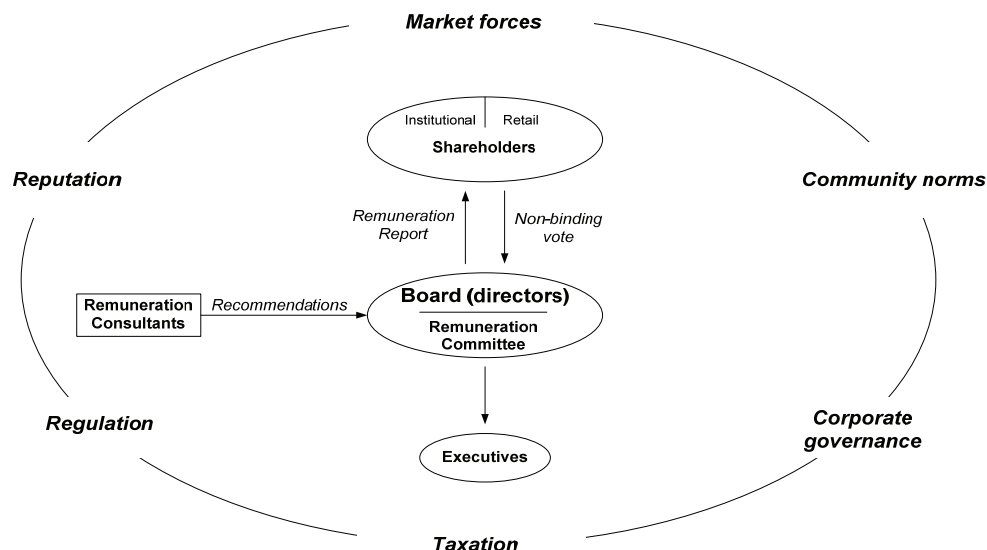 Market forces
Institutional
Retail
Shareholders
Reputation
Community norms
Remuneration
Report
Non-binding
vote
Board (directors)
Remuneration
Consultants
Recommendations
Remuneration
Committee
Regulation
Corporate
governance
Executives
Taxation